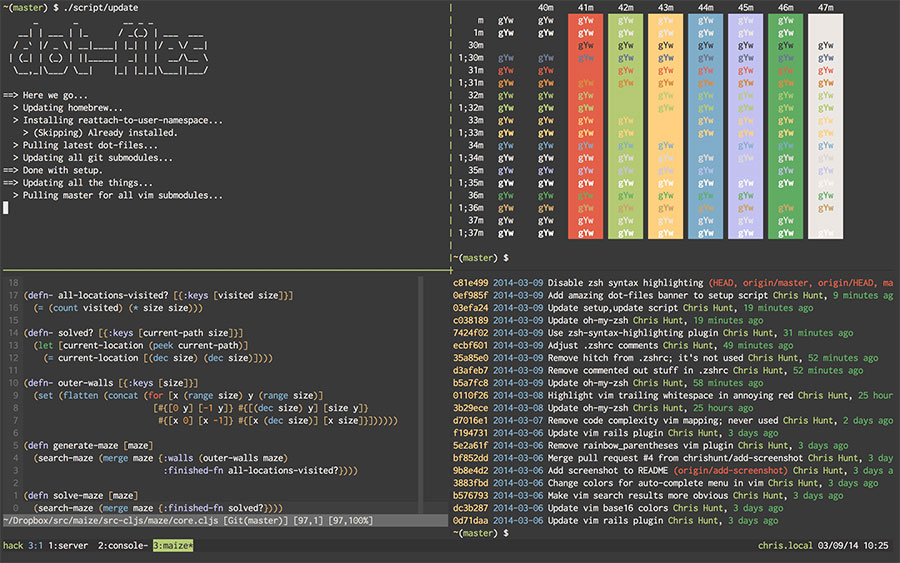 ~(master) $ ./script/update
==> Here we go...
> Updating homebrew...
> Installing reattach-to-user-namespace...
> (Skipping) Already installed.
> Pulling latest dot-files...
> Updating all git submodules...
==> Done with setup.
==> Updating all the things...
> Pulling master for all vim submodules...
40m 41m 42m 43m 44m 45m 46m 47m
m gYw gYw gYw gYw gYw gYw gYw gYw gYw
1m gYw gYw gYw gYw gYw gYw gYw gYw gYw
30m gYw gYw gYw gYw gYw gYw gYw
1;30m gYw gYw gYw gYw gYw gYw gYw gYw gYw
31m gYw gYw gYw gYw gYw gYw gYw gYw
1;31m gYw gYw gYw gYw gYw gYw gYw gYw gYw
32m gYw gYw gYw gYw gYw gYw gYw gYw
1;32m gYw gYw gYw gYw gYw gYw gYw gYw gYw
33m gYw gYw gYw gYw gYw gYw gYw gYw
1;33m gYw gYw gYw gYw gYw gYw gYw gYw gYw
34m gYw gYw gYw gYw gYw gYw gYw gYw
1;34m gYw gYw gYw gYw gYw gYw gYw gYw gYw
35m gYw gYw gYw gYw gYw gYw gYw gYw
1;35m gYw gYw gYw gYw gYw gYw gYw gYw gYw
36m gYw gYw gYw gYw gYw gYw gYw gYw
1;36m gYw gYw gYw gYw gYw gYw gYw gYw gYw
37m gYw gYw gYw gYw gYw gYw gYw gYw gYw
1;37m gYw gYw gYw gYw gYw gYw gYw gYw gYw
~(master) $
18
17 (defn- all-locations-visited? [{:keys [visited size]}]
16 (= (count visited) (* size size)))
15
14 (defn- solved? [{:keys [current-path size]}]
13 (let [current-location (peek current-path)]
12 (= current-location [(dec size) (dec size)])))
11
10 (defn- outer-walls [{:keys [size]}]
9 (set (flatten (concat (for [x (range size) y (range size)]
8 [#{[0 y] [-1 y]} #{[(dec size) y] [size y]}
7 #{[x 0] [x -1]} #{[x (dec size)] [x size]}])))))
6
5 (defn generate-maze [maze]
4 (search-maze (merge maze {:walls (outer-walls maze)
3 :finished-fn all-locations-visited?})))
2
1 (defn solve-maze [maze]
0 (search-maze (merge maze {:finished-fn solved?})))
~/Dropbox/src/maize/src-cljs/maze/core.cljs [Git(master)] [97,1] [97,100%]
c81e499 2014-03-09 Disable zsh syntax highlighting (HEAD, origin/master, origin/HEAD, ma
0ef985f 2014-03-09 Add amazing dot-files banner to setup script Chris Hunt, 9 minutes ag
03efa24 2014-03-09 Update setup,update script Chris Hunt, 19 minutes ago
c038189 2014-03-09 Update oh-my-zsh Chris Hunt, 19 minutes ago
7424f02 2014-03-09 Use zsh-syntax-highlighting plugin Chris Hunt, 31 minutes ago
ecbf601 2014-03-09 Adjust .zshrc comments Chris Hunt, 49 minutes ago
35a85e0 2014-03-09 Remove hitch from .zshrc; it's not used Chris Hunt, 52 minutes ago
d3afeb7 2014-03-09 Remove commented out stuff in .zshrc Chris Hunt, 52 minutes ago
b5a7fc8 2014-03-09 Update oh-my-zsh Chris Hunt, 58 minutes ago
0110f26 2014-03-08 Highlight vim trailing whitespace in annoying red Chris Hunt, 25 hour
3b29ece 2014-03-08 Update oh-my-zsh Chris Hunt, 25 hours ago
d7016e1 2014-03-07 Remove code complexity vim mapping; never used Chris Hunt, 2 days ago
f194731 2014-03-06 Update vim rails plugin Chris Hunt, 3 days ago
5e2a61f 2014-03-06 Remove rainbow_parentheses vim plugin Chris Hunt, 3 days ago
bf852dd 2014-03-06 Merge pull request #4 from chrishunt/add-screenshot Chris Hunt, 3 days
9b8e4d2 2014-03-06 Add screenshot to README (origin/add-screenshot) Chris Hunt, 3 days a
3883fbd 2014-03-06 Change colors for auto-complete menu in vim Chris Hunt, 3 days ago
b576793 2014-03-06 Make vim search results more obvious Chris Hunt, 3 days ago
dc3b287 2014-03-06 Update vim base16 colors Chris Hunt, 3 days ago
0d71daa 2014-03-06 Update vim rails plugin Chris Hunt, 3 days ago
~(master) $
hack 3:1 1:server 2:console- 3:maize* chris.local 03/09/14 10:25